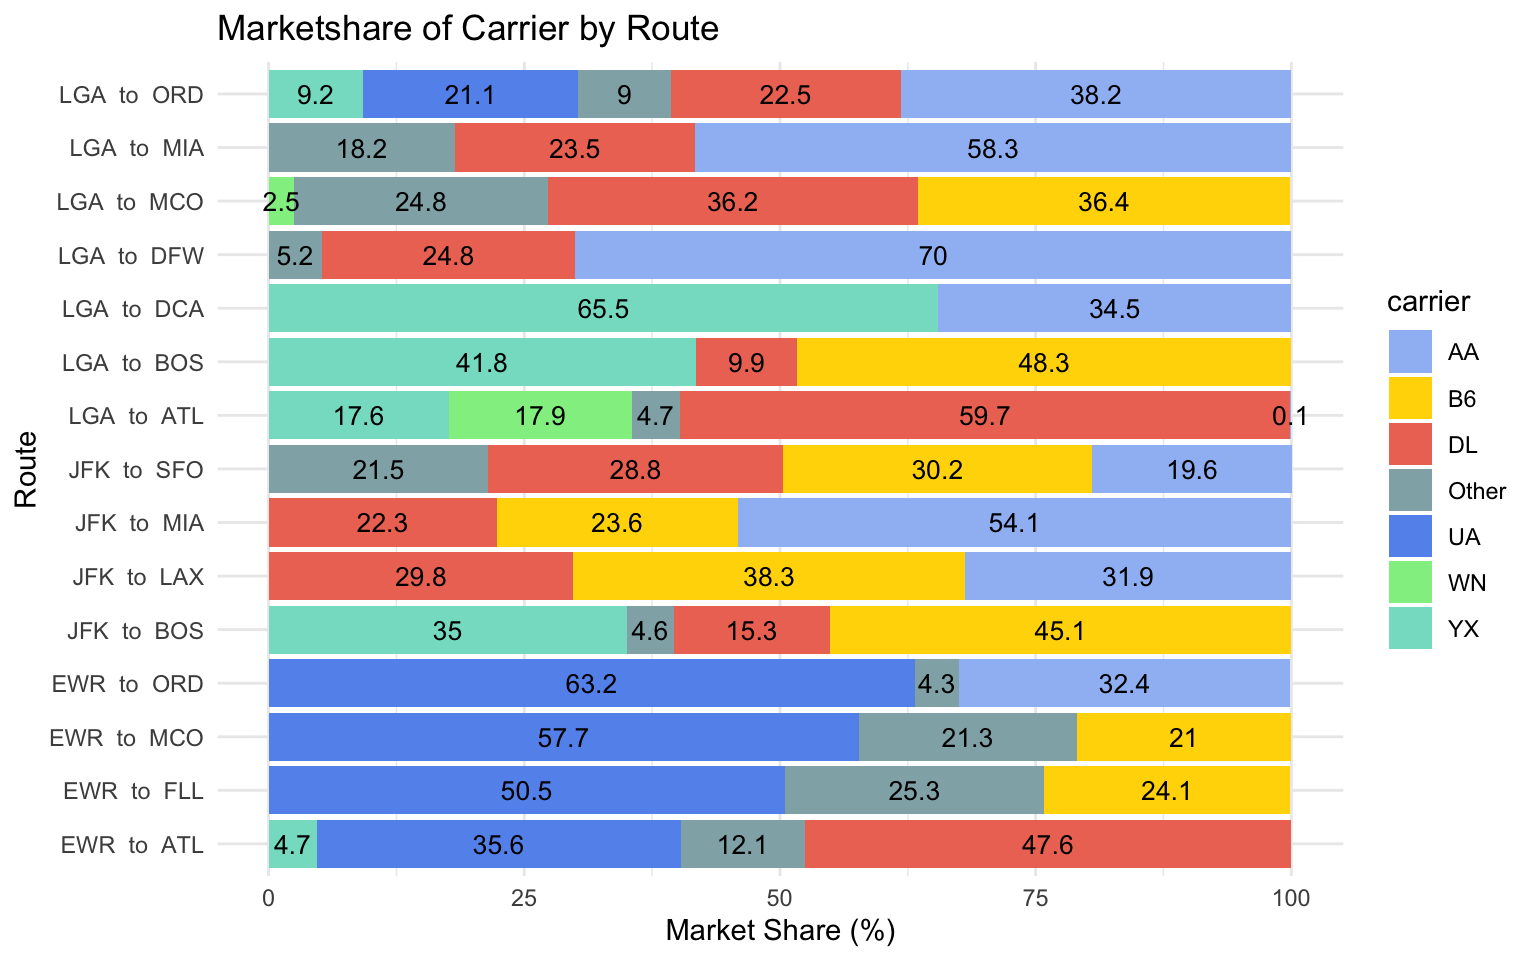 Marketshare of Carrier by Route
LGA to ORD 9.2 21.1 9 22.5 38.2
LGA to MIA 18.2 23.5 58.3
LGA to MCO 2.5 24.8 36.2 36.4
LGA to DFW 5.2 24.8 70
LGA to DCA 65.5 34.5
LGA to BOS 41.8 9.9 48.3
LGA to ATL 17.6 17.9 4.7 59.7 0.1
JFK to SFO 21.5 28.8 30.2 19.6
JFK to MIA 22.3 23.6 54.1
JFK to LAX 29.8 38.3 31.9
JFK to BOS 35 4.6 15.3 45.1
EWR to ORD 63.2 4.3 32.4
EWR to MCO 57.7 21.3 21
EWR to FLL 50.5 25.3 24.1
EWR to ATL 4.7 35.6 12.1 47.6
0 25 50 75 100
Market Share (%)
Route
carrier
AA
B6
DL
Other
UA
WN
YX